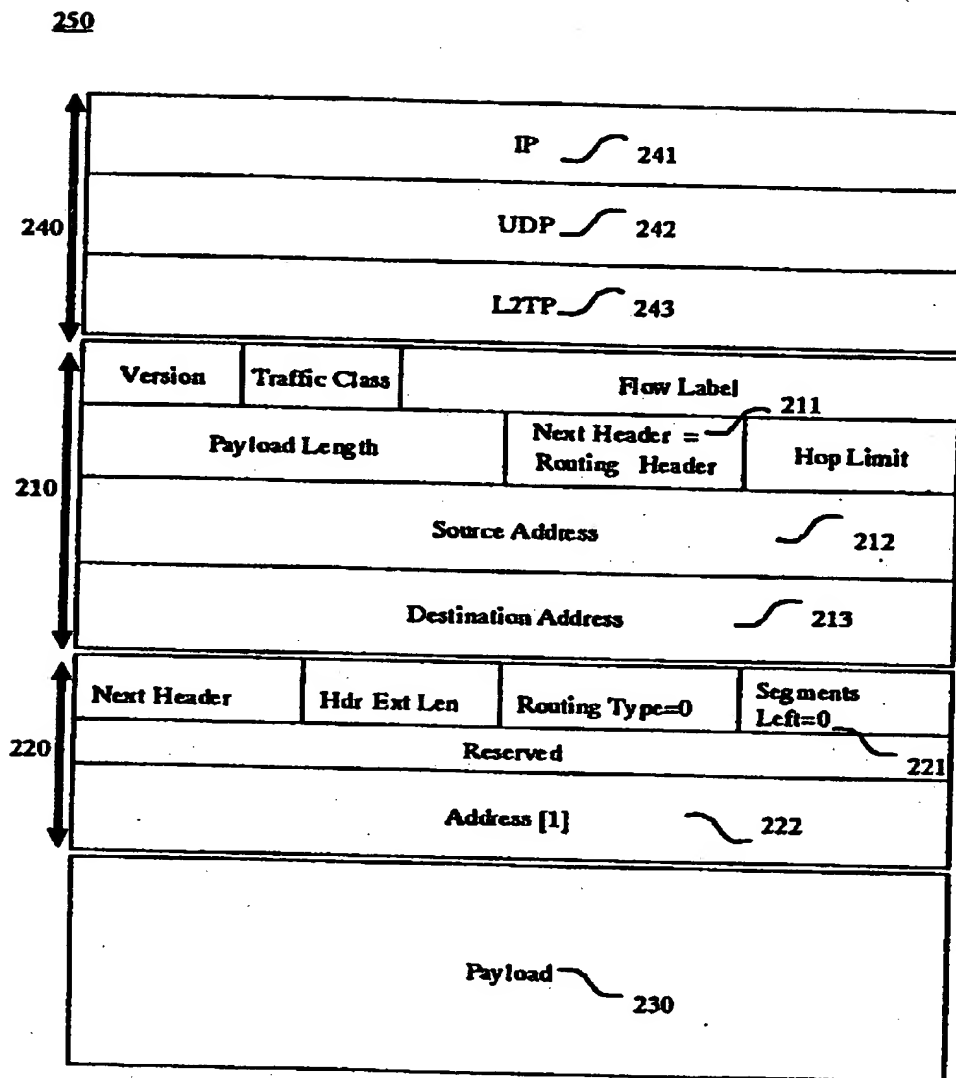 250
240
IP 241
UDP 242
L2TP 243
210
Version Traffic Class Flow Label
211
Payload Length Next Header = Hop Limit
Routing Header
Source Address 212
Destination Address 213
220
Next Header Hdr Ext Len Routing Type=0 Segments
Left=0
Reserved 221
Address [1] 222
Payload 230